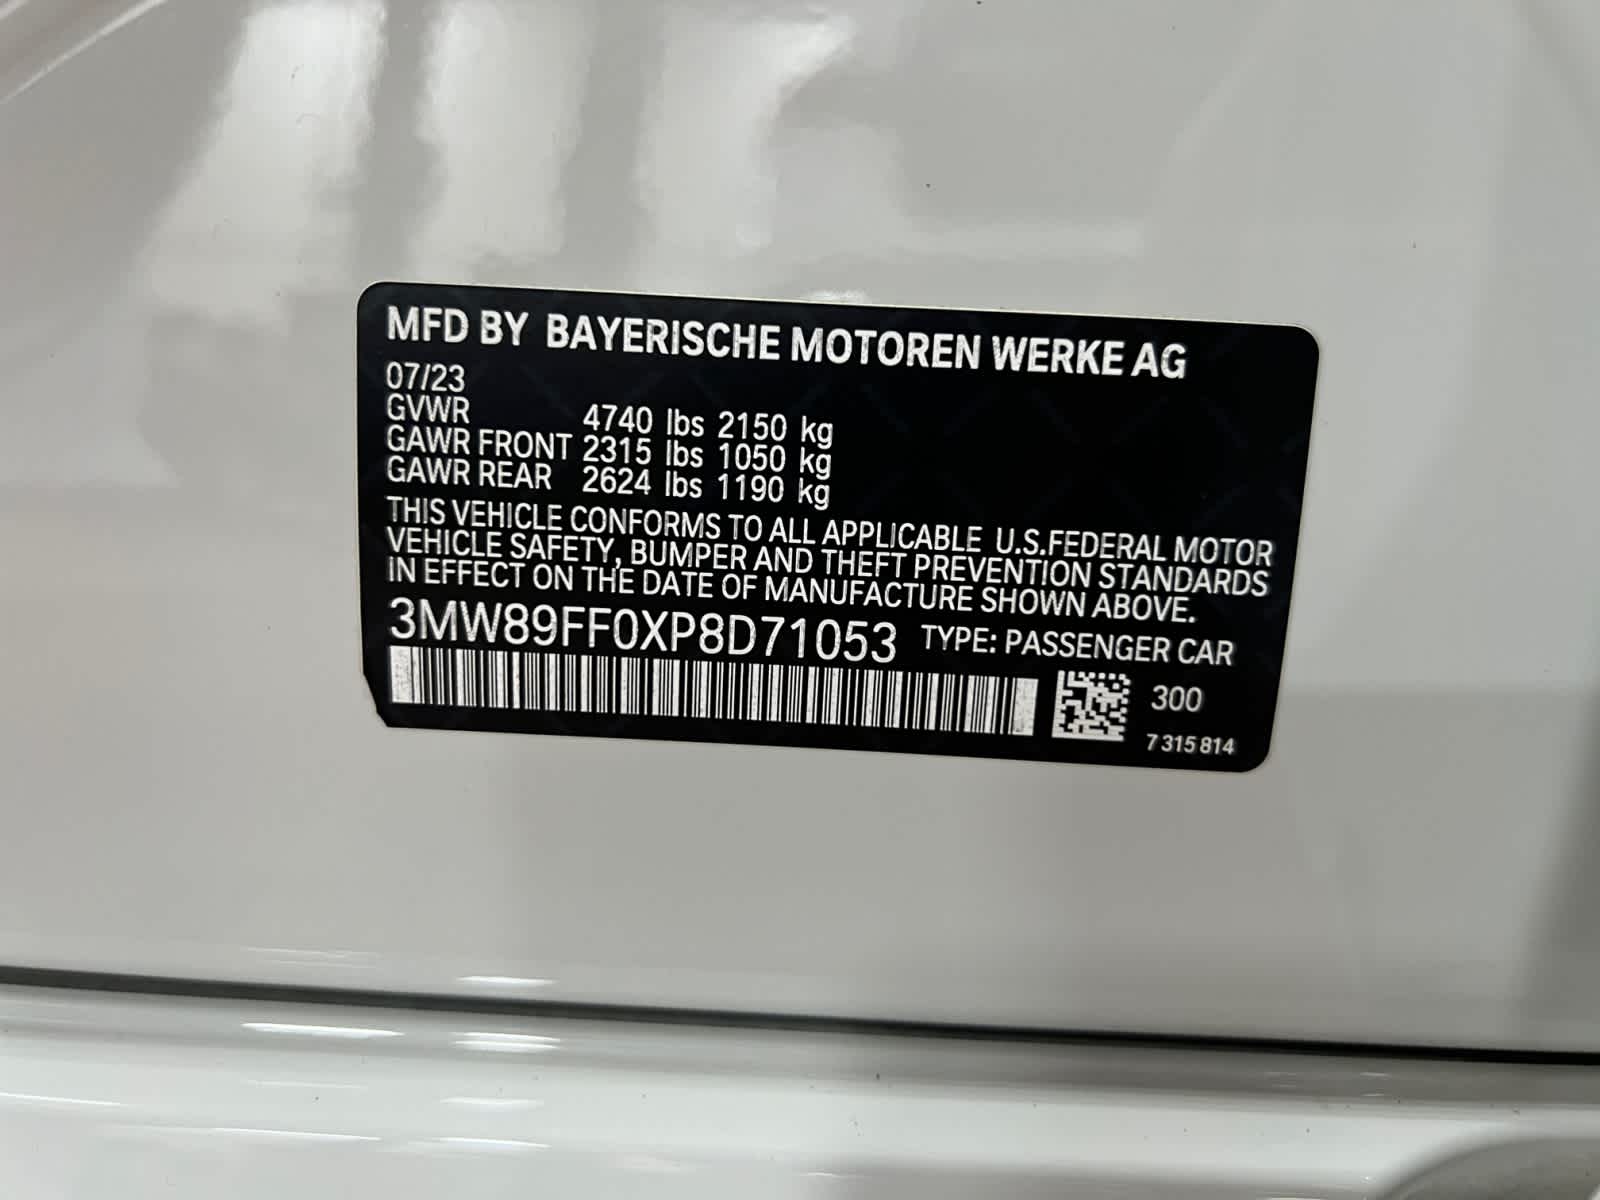 MFD BY BAYERISCHE MOTOREN WERKE AG
07/23
GVWR 4740 lbs 2150 kg
GAWR FRONT 2315 lbs 1050 kg
GAWR REAR 2624 lbs 1190 kg
THIS VEHICLE CONFORMS TO ALL APPLICABLE U.S.FEDERAL MOTOR
VEHICLE SAFETY, BUMPER AND THEFT PREVENTION STANDARDS
IN EFFECT ON THE DATE OF MANUFACTURE SHOWN ABOVE.
3MW89FF0XP8D71053 TYPE: PASSENGER CAR
300
7 315 814